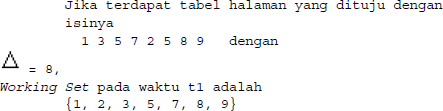 Jika terdapat tabel halaman yang dituju dengan
isinya
1 3 5 7 2 5 8 9 dengan
Δ = 8,
Working Set pada waktu t1 adalah
{1, 2, 3, 5, 7, 8, 9}